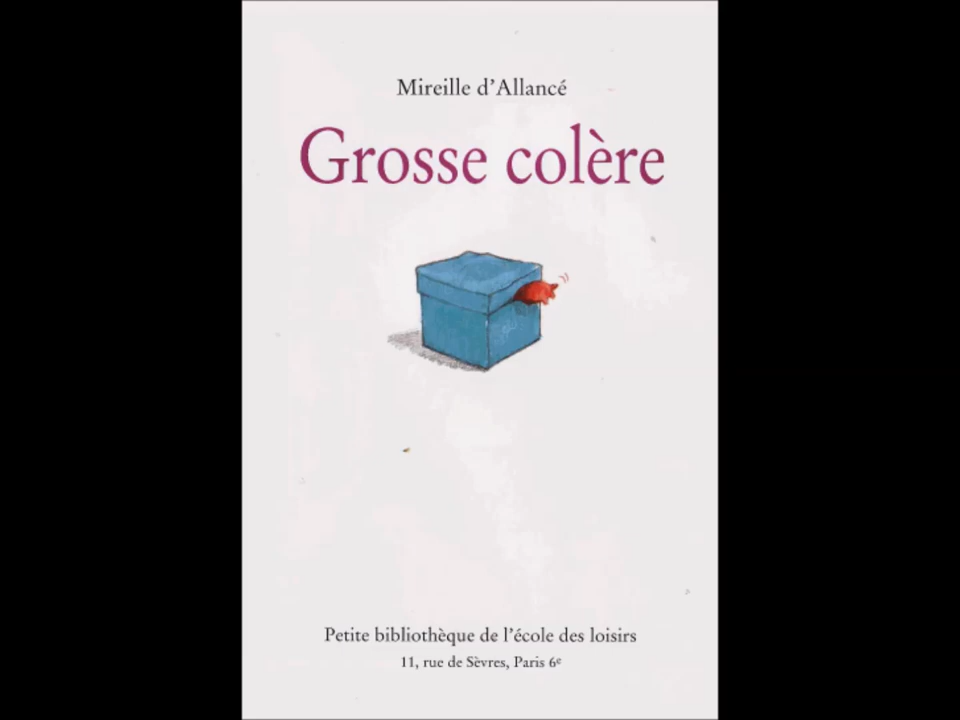 Mireille d'Allancé
Grosse colère
Petite bibliothèque de l'école des loisirs
11, rue de Sèvres, Paris 6e